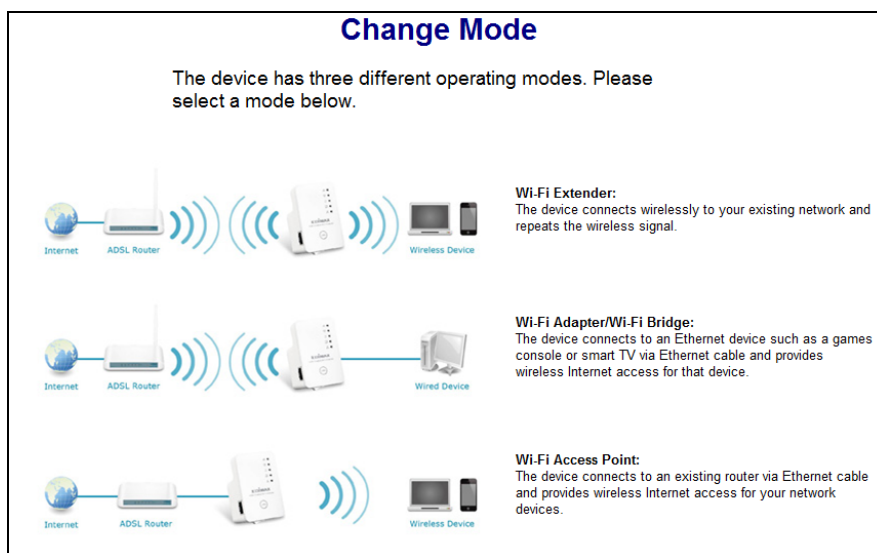 Change Mode
The device has three different operating modes. Please
select a mode below.
Wi-Fi Extender:
The device connects wirelessly to your existing network and
repeats the wireless signal.
EDIMAX
Internet
ADSL Router
Wireless Device
Wi-Fi Adapter/Wi-Fi Bridge:
The device connects to an Ethernet device such as a games
console or smart TV via Ethernet cable and provides
wireless Internet access for that device.
EDIMAX
Internet
ADSL Router
Wired Device
Wi-Fi Access Point:
The device connects to an existing router via Ethernet cable
and provides wireless Internet access for your network
devices.
EDIMAX
Internet
ADSL Router
Wireless Device